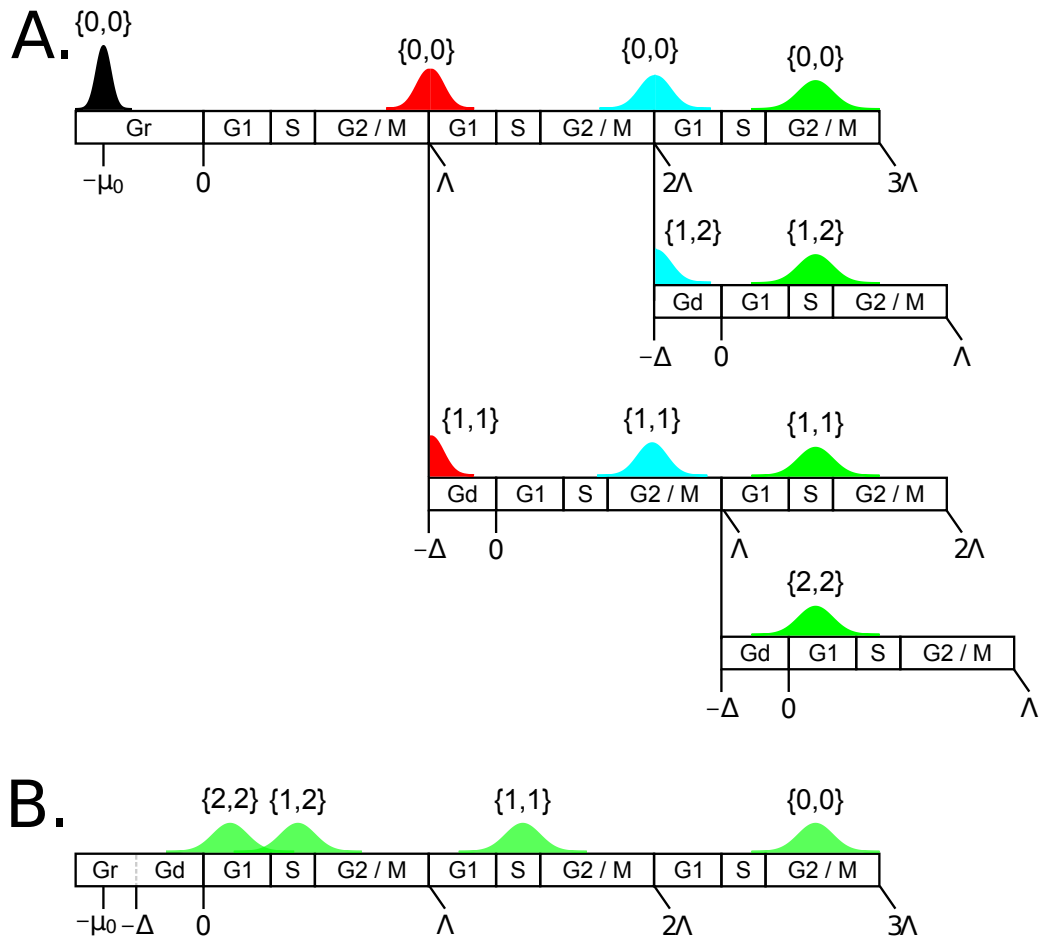 A.
{0,0} {0,0} {0,0} {0,0}
Gr G1 S G2 / M G1 S G2 / M G1 S G2 / M
−μ₀ 0 Λ 2Λ 3Λ
{1,2} {1,2}
Gd G1 S G2 / M
−Δ 0 Λ
{1,1} {1,1} {1,1}
Gd G1 S G2 / M G1 S G2 / M
−Δ 0 Λ 2Λ
{2,2}
Gd G1 S G2 / M
−Δ 0 Λ
B.
{2,2} {1,2} {1,1} {0,0}
Gr Gd G1 S G2 / M G1 S G2 / M G1 S G2 / M
−μ₀ −Δ 0 Λ 2Λ 3Λ